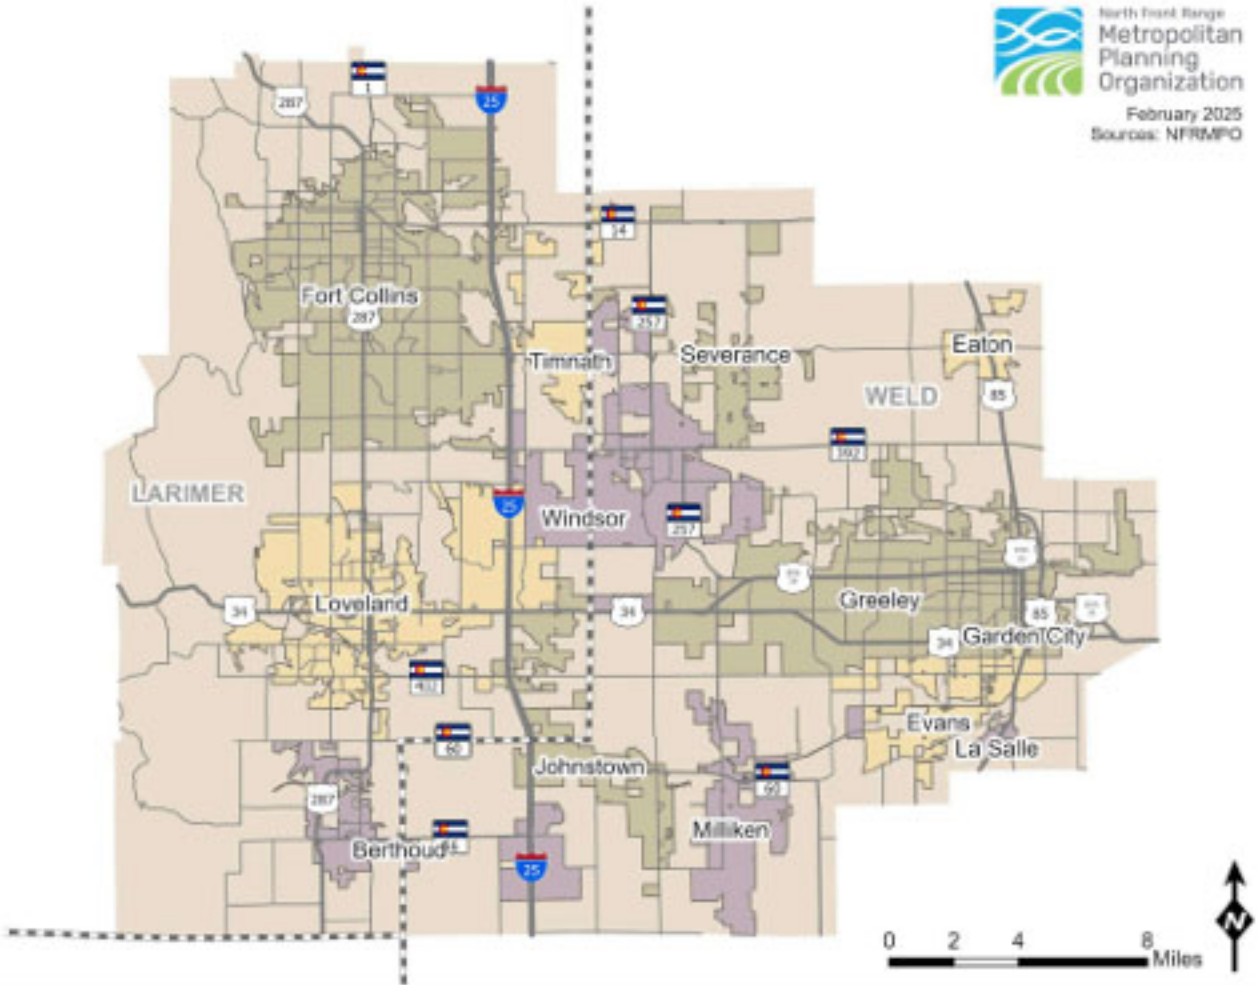 North Front Range
Metropolitan
Planning
Organization
February 2025
Sources: NFRMPO
287
1
25
14
Fort Collins
287
257
Timnath
Severance
Eaton
WELD
85
392
LARIMER
25
Windsor
257
34
Loveland
34
Greeley
85
34
Garden City
402
60
Evans
La Salle
Johnstown
60
287
Milliken
Berthoud
25
N
0 2 4 8
Miles